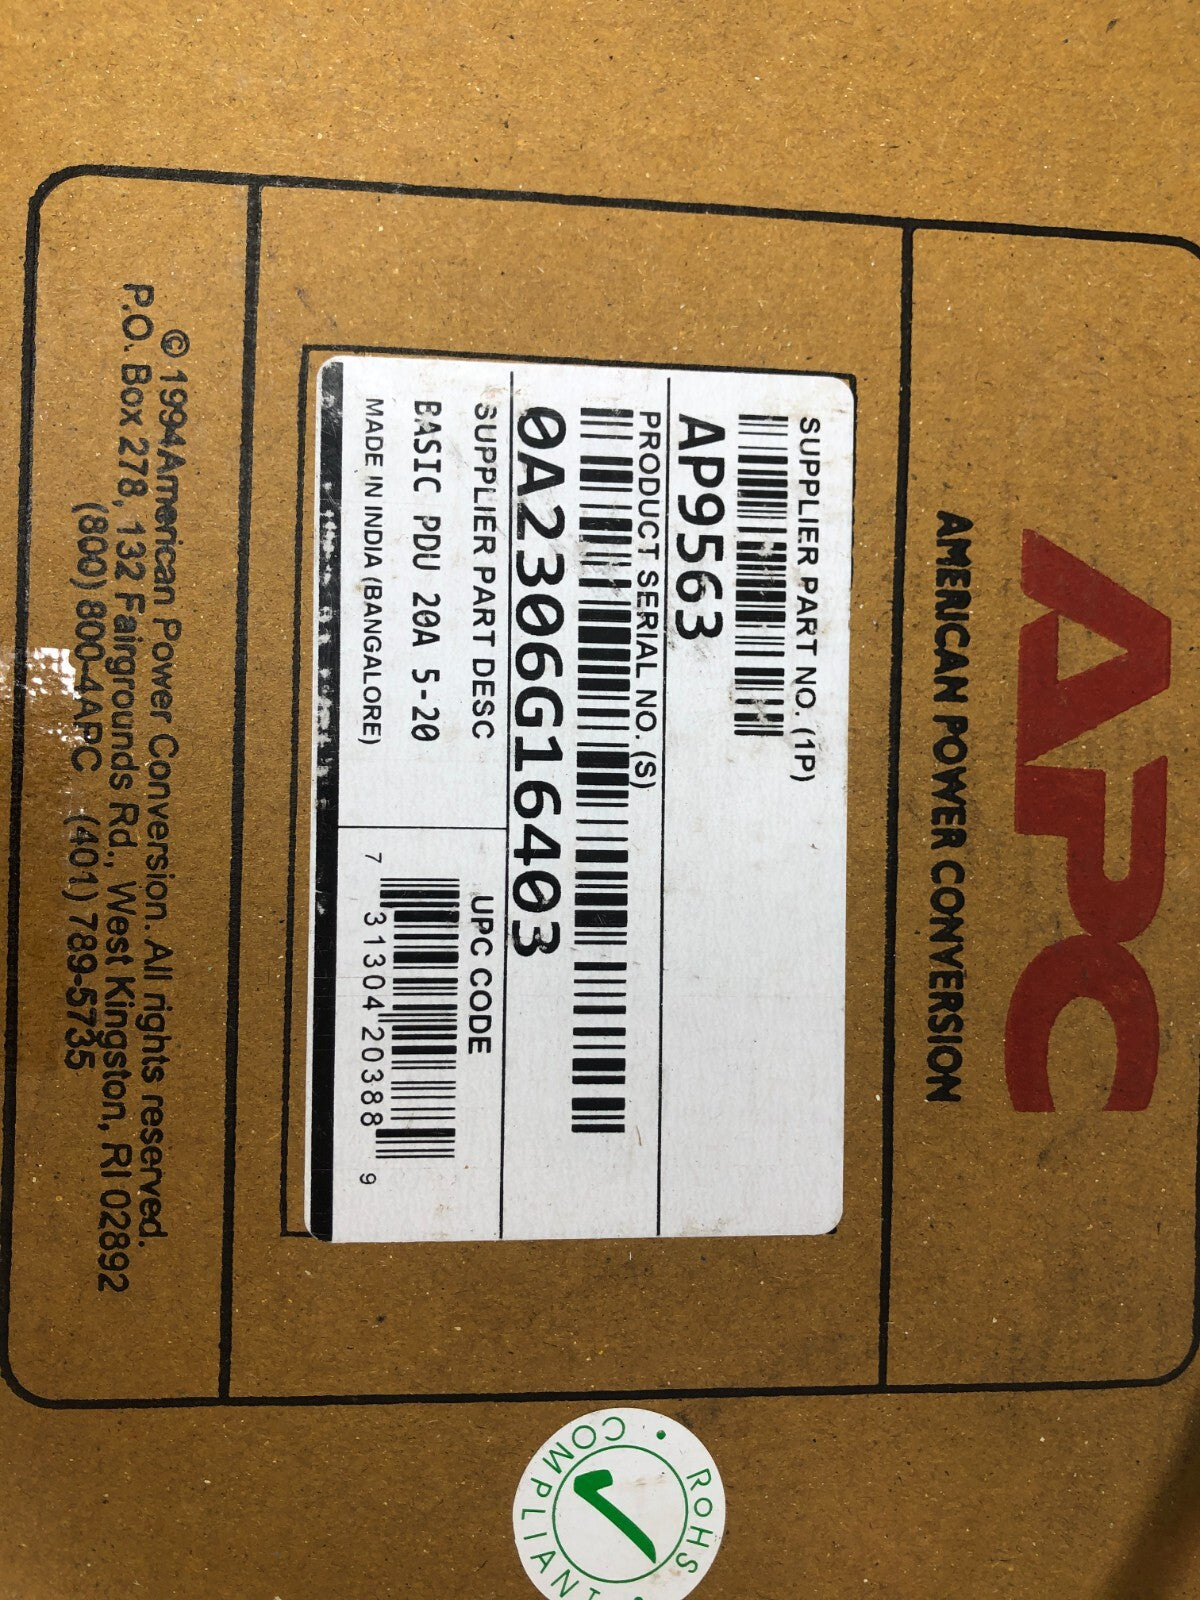 APC
AMERICAN POWER CONVERSION
SUPPLIER PART NO. (1P)
AP9563
PRODUCT SERIAL NO. (S)
0A2306G16403
SUPPLIER PART DESC
BASIC PDU 20A 5-20
MADE IN INDIA (BANGALORE)
UPC CODE
7 31304 20388 9
© 1994 American Power Conversion. All rights reserved.
P.O. Box 278, 132 Fairgrounds Rd., West Kingston, RI 02892
(800) 800-4APC (401) 789-5735
ROHS
COMPLIANT